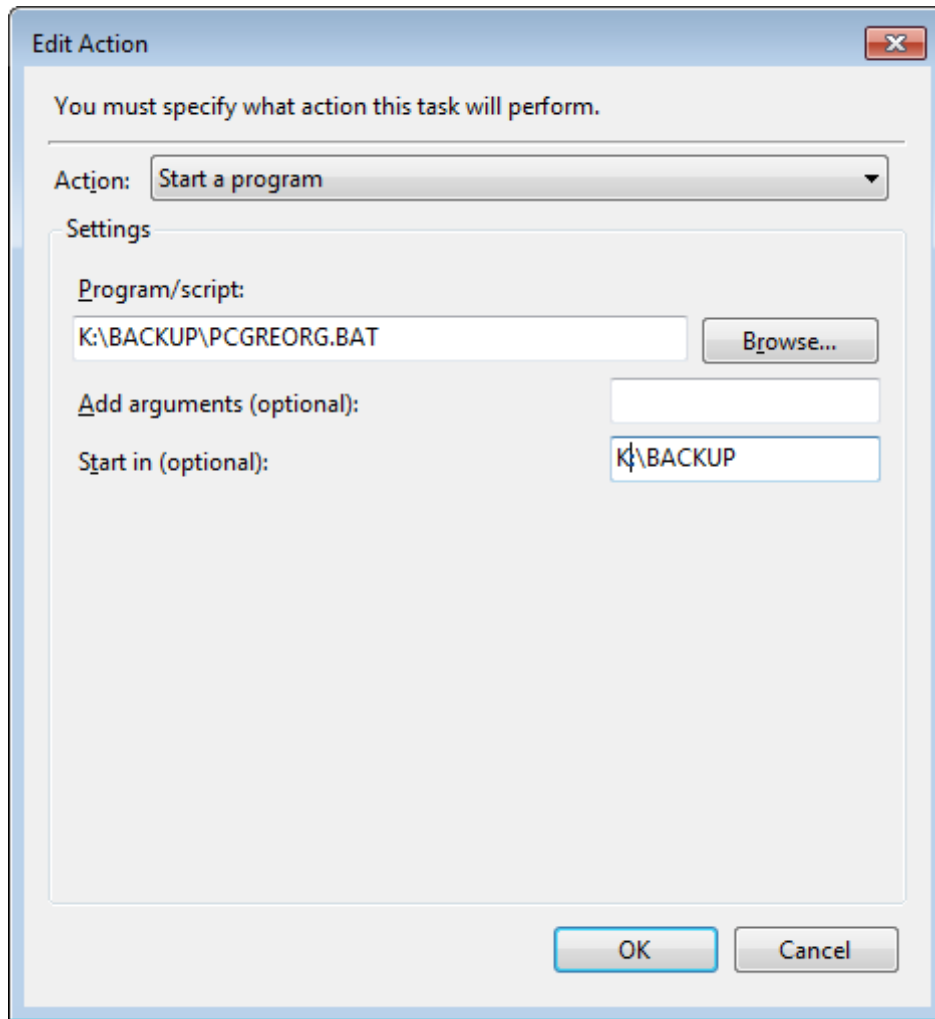 Edit Action
You must specify what action this task will perform.
Action: Start a program
Settings
Program/script:
K:\BACKUP\PCGREORG.BAT Browse...
Add arguments (optional):
Start in (optional): K:\BACKUP
OK Cancel